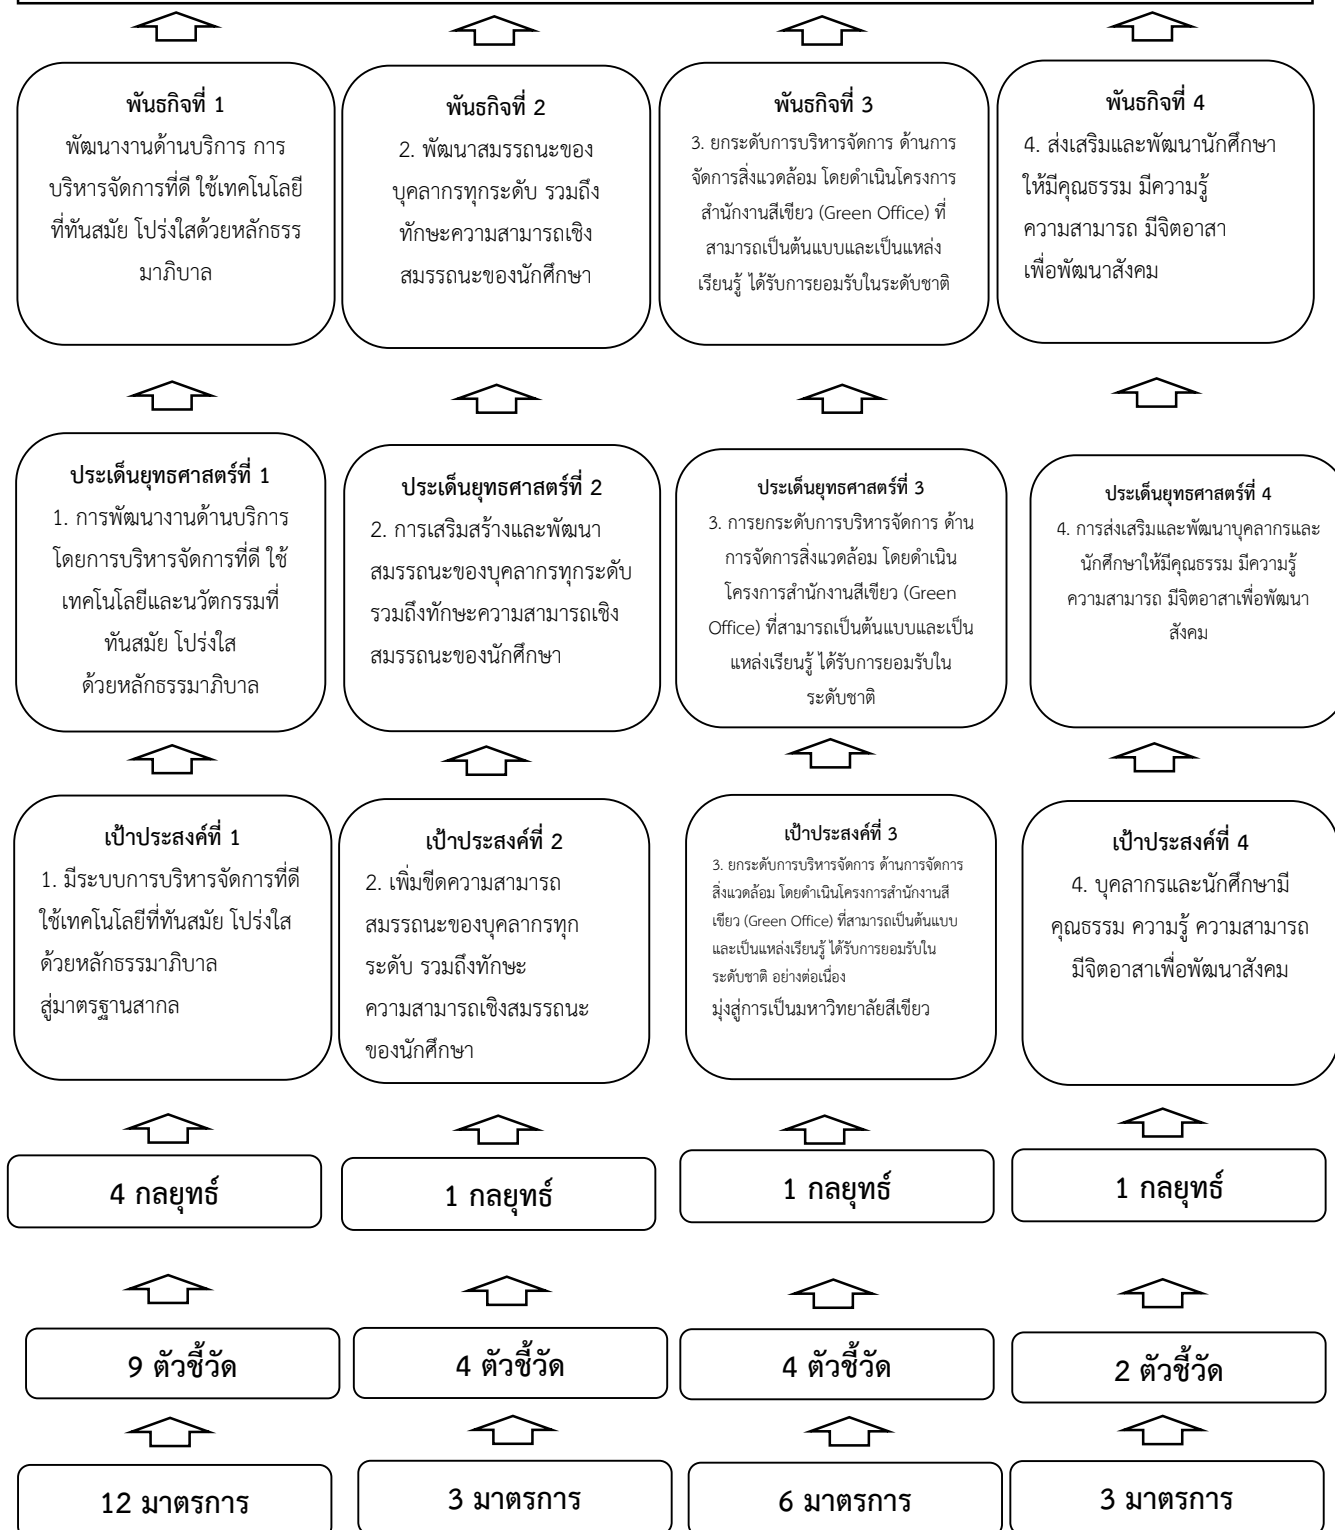 พันธกิจที่ 1
พัฒนางานด้านบริการ การ
บริหารจัดการที่ดี ใช้เทคโนโลยี
ที่ทันสมัย โปร่งใสด้วยหลักธรร
มาภิบาล
พันธกิจที่ 2
2. พัฒนาสมรรถนะของ
บุคลากรทุกระดับ รวมถึง
ทักษะความสามารถเชิง
สมรรถนะของนักศึกษา
พันธกิจที่ 3
3. ยกระดับการบริหารจัดการ ด้านการ
จัดการสิ่งแวดล้อม โดยดำเนินโครงการ
สำนักงานสีเขียว (Green Office) ที่
สามารถเป็นต้นแบบและเป็นแหล่ง
เรียนรู้ ได้รับการยอมรับในระดับชาติ
พันธกิจที่ 4
4. ส่งเสริมและพัฒนานักศึกษา
ให้มีคุณธรรม มีความรู้
ความสามารถ มีจิตอาสา
เพื่อพัฒนาสังคม
ประเด็นยุทธศาสตร์ที่ 1
1. การพัฒนางานด้านบริการ
โดยการบริหารจัดการที่ดี ใช้
เทคโนโลยีและนวัตกรรมที่
ทันสมัย โปร่งใส
ด้วยหลักธรรมาภิบาล
ประเด็นยุทธศาสตร์ที่ 2
2. การเสริมสร้างและพัฒนา
สมรรถนะของบุคลากรทุกระดับ
รวมถึงทักษะความสามารถเชิง
สมรรถนะของนักศึกษา
ประเด็นยุทธศาสตร์ที่ 3
3. การยกระดับการบริหารจัดการ ด้าน
การจัดการสิ่งแวดล้อม โดยดำเนิน
โครงการสำนักงานสีเขียว (Green
Office) ที่สามารถเป็นต้นแบบและเป็น
แหล่งเรียนรู้ ได้รับการยอมรับใน
ระดับชาติ
ประเด็นยุทธศาสตร์ที่ 4
4. การส่งเสริมและพัฒนาบุคลากรและ
นักศึกษาให้มีคุณธรรม มีความรู้
ความสามารถ มีจิตอาสาเพื่อพัฒนา
สังคม
เป้าประสงค์ที่ 1
1. มีระบบการบริหารจัดการที่ดี
ใช้เทคโนโลยีที่ทันสมัย โปร่งใส
ด้วยหลักธรรมาภิบาล
สู่มาตรฐานสากล
เป้าประสงค์ที่ 2
2. เพิ่มขีดความสามารถ
สมรรถนะของบุคลากรทุก
ระดับ รวมถึงทักษะ
ความสามารถเชิงสมรรถนะ
ของนักศึกษา
เป้าประสงค์ที่ 3
3. ยกระดับการบริหารจัดการ ด้านการจัดการ
สิ่งแวดล้อม โดยดำเนินโครงการสำนักงานสี
เขียว (Green Office) ที่สามารถเป็นต้นแบบ
และเป็นแหล่งเรียนรู้ ได้รับการยอมรับใน
ระดับชาติ อย่างต่อเนื่อง
มุ่งสู่การเป็นมหาวิทยาลัยสีเขียว
เป้าประสงค์ที่ 4
4. บุคลากรและนักศึกษามี
คุณธรรม ความรู้ ความสามารถ
มีจิตอาสาเพื่อพัฒนาสังคม
4 กลยุทธ์
1 กลยุทธ์
1 กลยุทธ์
1 กลยุทธ์
9 ตัวชี้วัด
4 ตัวชี้วัด
4 ตัวชี้วัด
2 ตัวชี้วัด
12 มาตรการ
3 มาตรการ
6 มาตรการ
3 มาตรการ